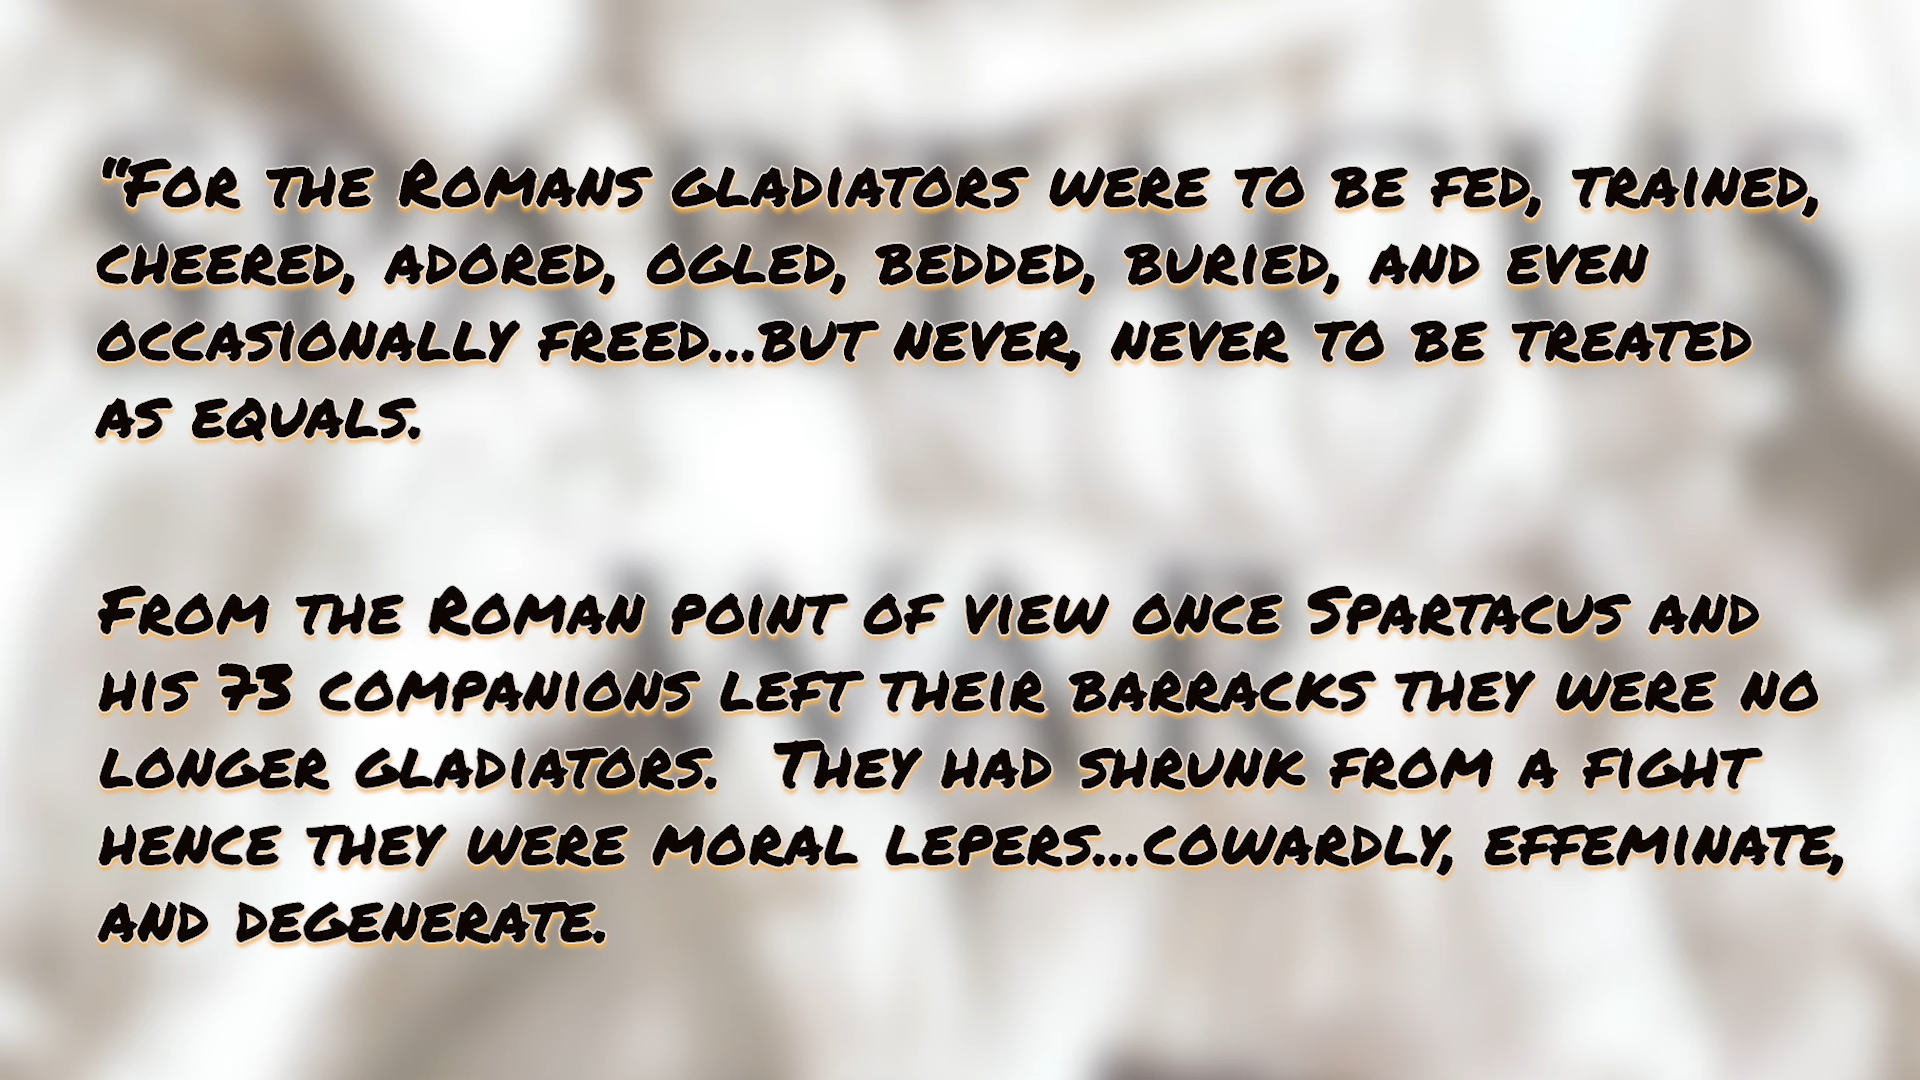 “For the Romans gladiators were to be fed, trained,
cheered, adored, ogled, bedded, buried, and even
occasionally freed...but never, never to be treated
as equals.
From the Roman point of view once Spartacus and
his 73 companions left their barracks they were no
longer gladiators.  They had shrunk from a fight
hence they were moral lepers...cowardly, effeminate,
and degenerate.